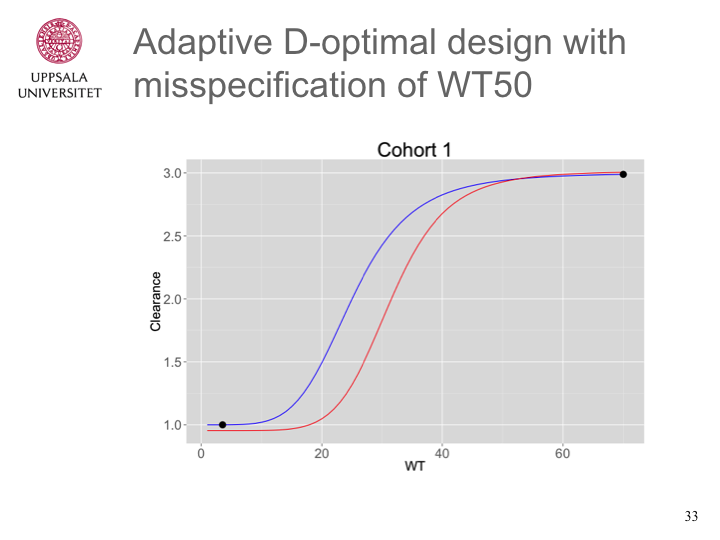 Adaptive D-optimal design with
misspecification of WT50
UPPSALA
UNIVERSITET
Cohort 1
Clearance
3.0
2.5
2.0
1.5
1.0
0 20 40 60
WT
33